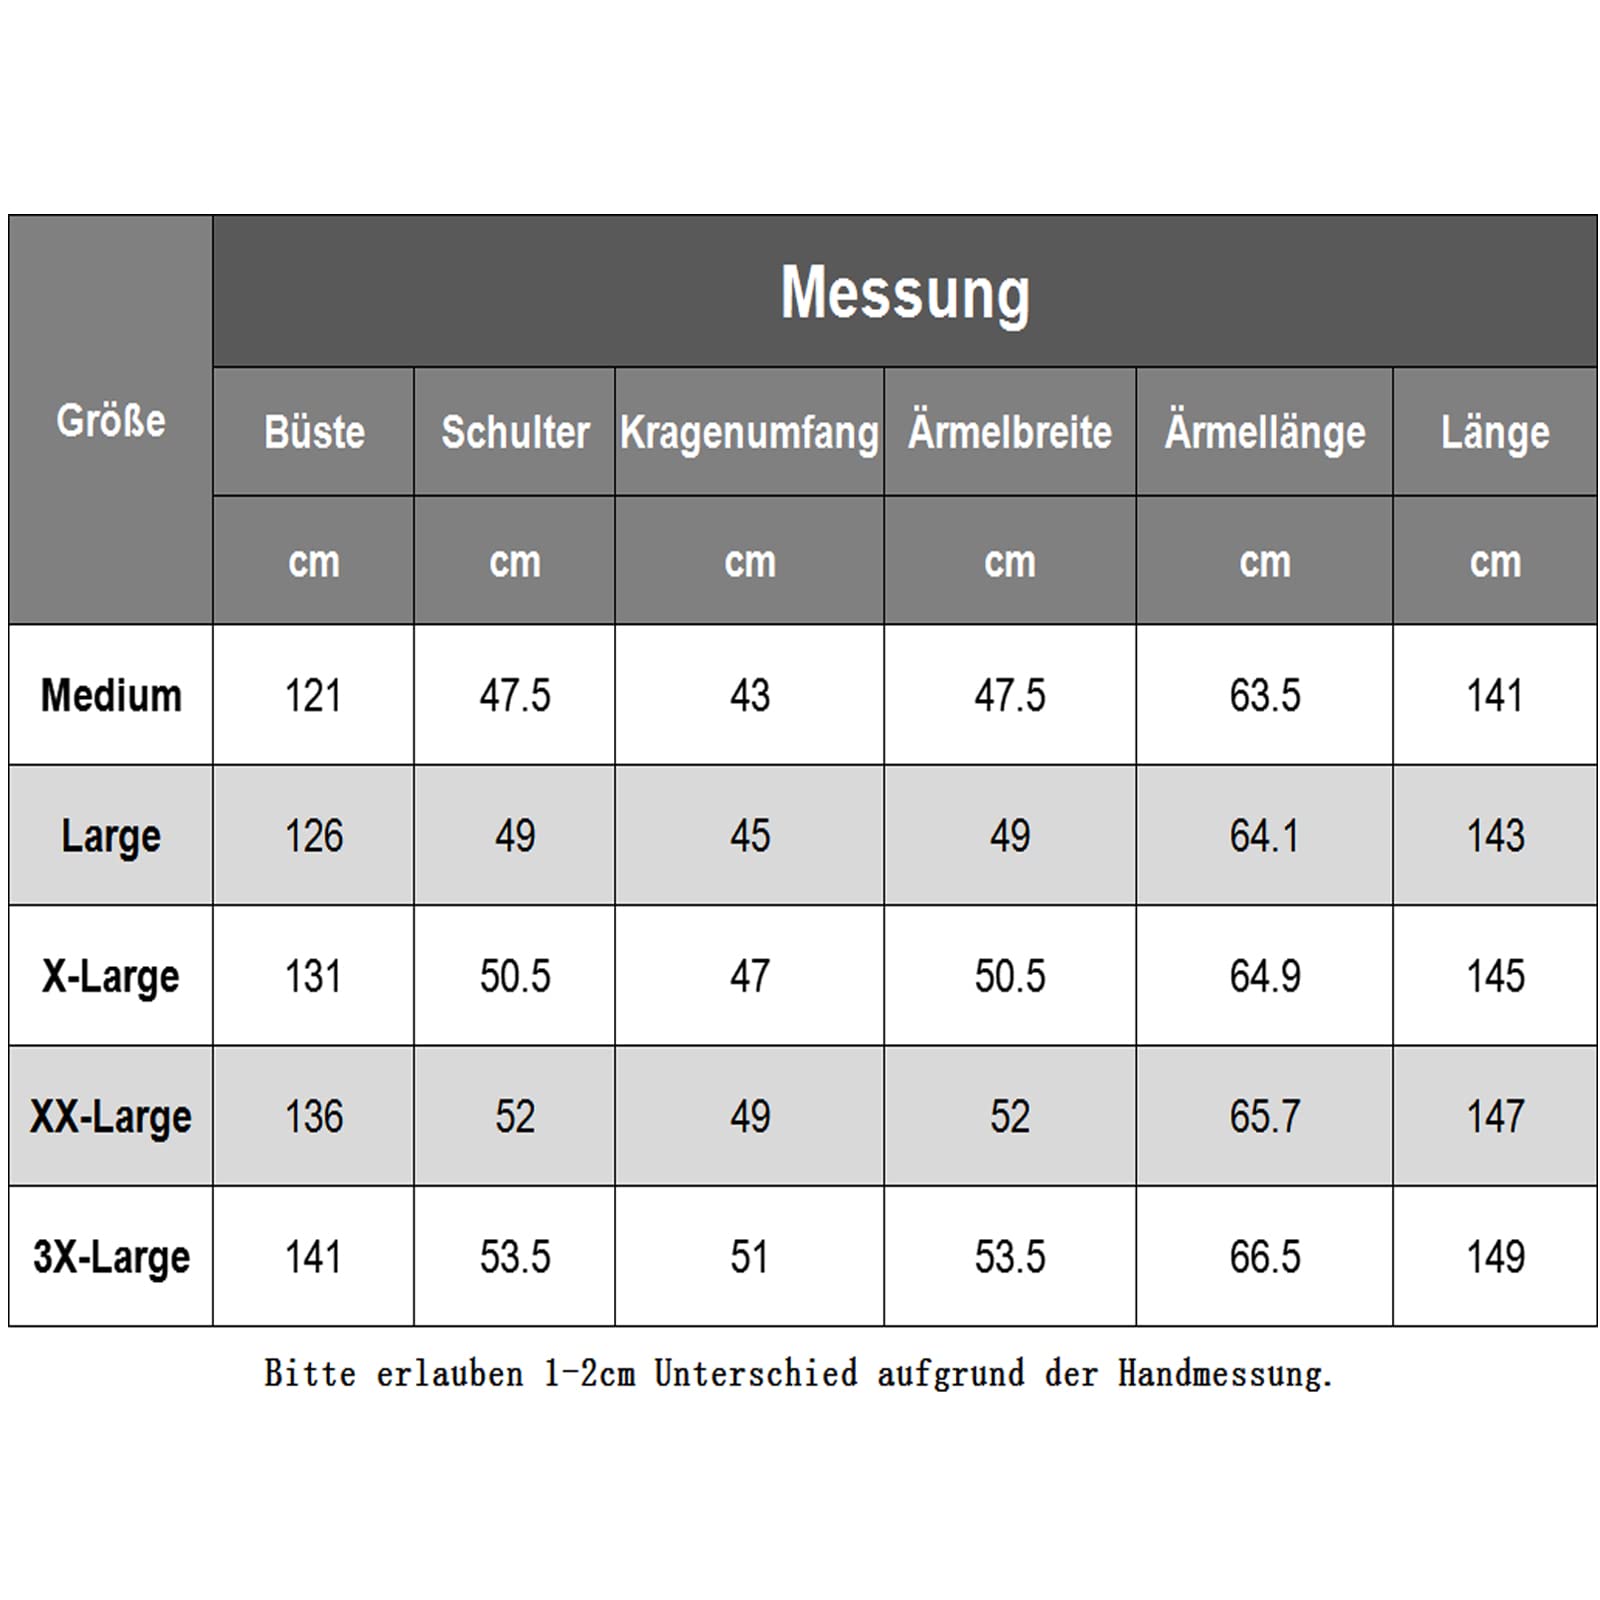 Messung
Größe
Büste Schulter Kragenumfang Ärmelbreite Ärmellänge Länge
cm cm cm cm cm cm
Medium 121 47.5 43 47.5 63.5 141
Large 126 49 45 49 64.1 143
X-Large 131 50.5 47 50.5 64.9 145
XX-Large 136 52 49 52 65.7 147
3X-Large 141 53.5 51 53.5 66.5 149
Bitte erlauben 1-2cm Unterschied aufgrund der Handmessung.